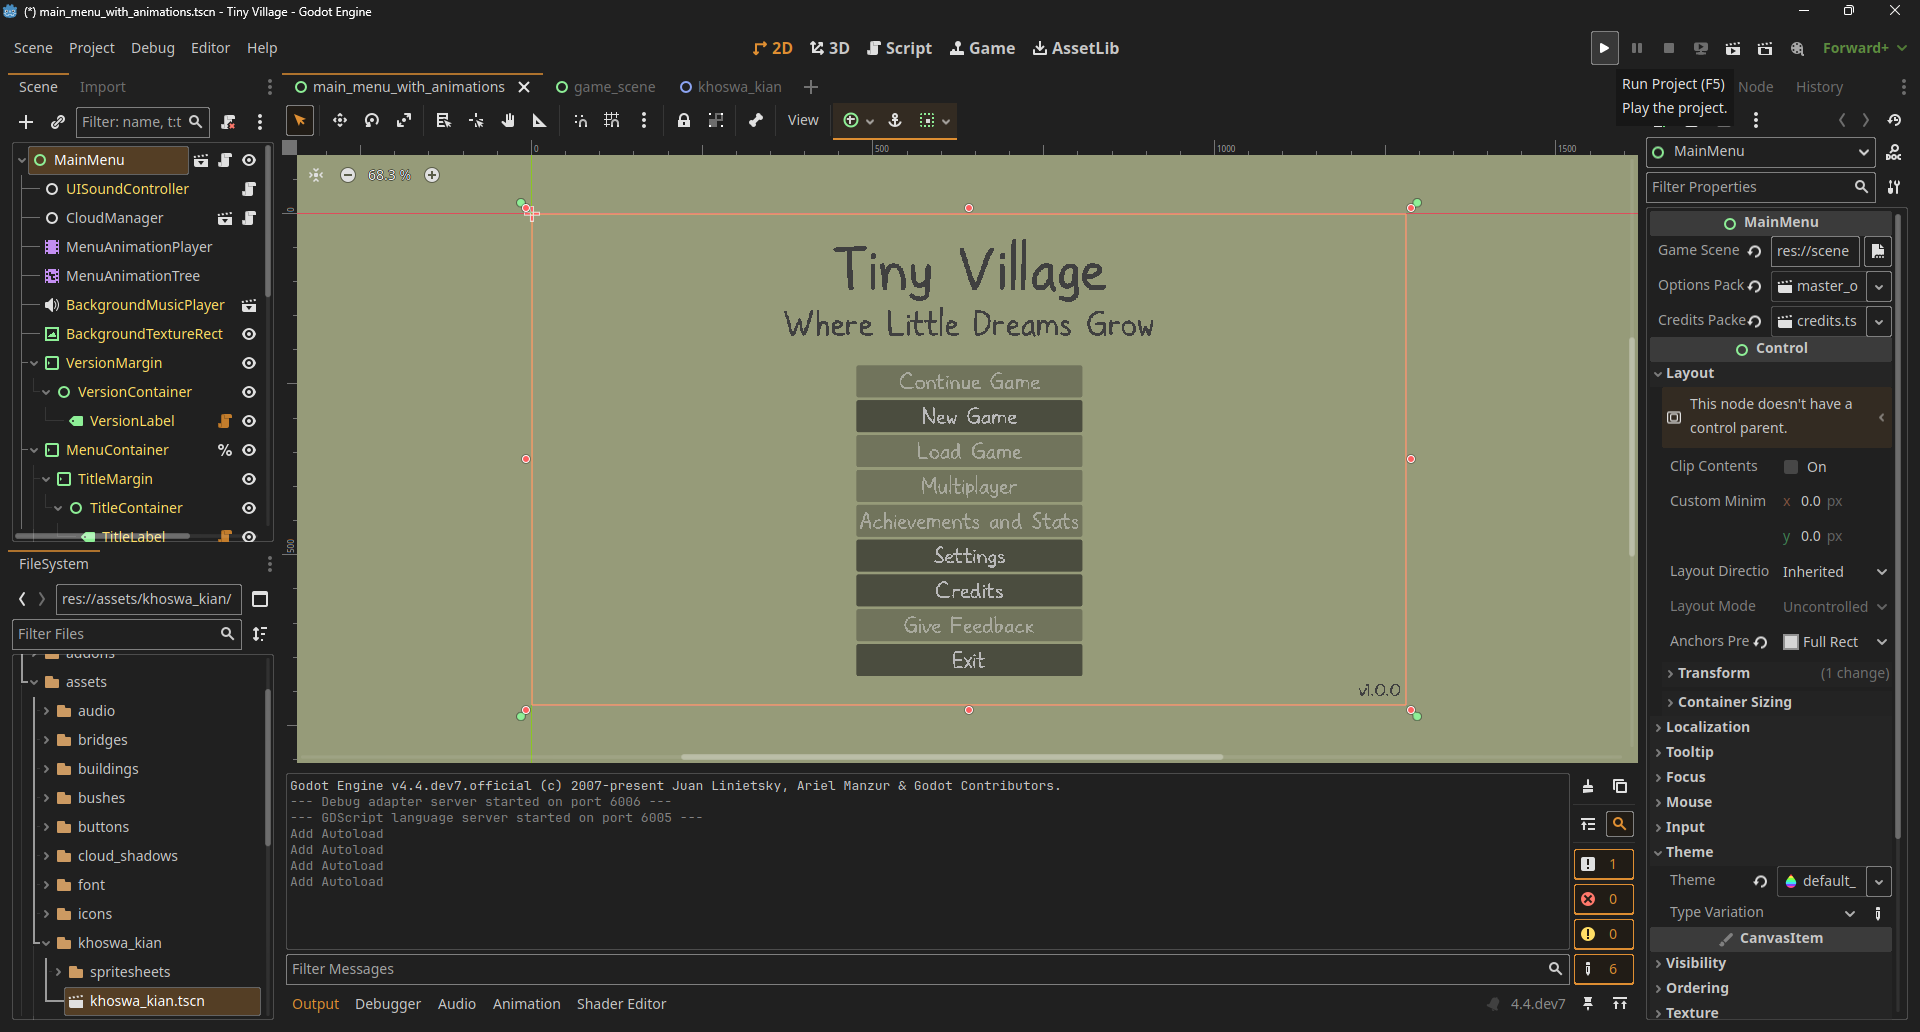 (*) main_menu_with_animations.tscn - Tiny Village - Godot Engine
Scene Project Debug Editor Help
2D 3D Script Game AssetLib
Forward+
Scene Import
main_menu_with_animations game_scene khoswa_kian
Run Project (F5)
Play the project.
Node History
Filter: name, t:t
View
MainMenu
UISoundController
CloudManager
MenuAnimationPlayer
MenuAnimationTree
BackgroundMusicPlayer
BackgroundTextureRect
VersionMargin
VersionContainer
VersionLabel
MenuContainer
%
TitleMargin
TitleContainer
TitleLabel
FileSystem
res://assets/khoswa_kian/
Filter Files
addons
assets
audio
bridges
buildings
bushes
buttons
cloud_shadows
font
icons
khoswa_kian
spritesheets
khoswa_kian.tscn
0 500 1000 1500
0
500
68.3 %
Tiny Village
Where Little Dreams Grow
Continue Game
New Game
Load Game
Multiplayer
Achievements and Stats
Settings
Credits
Give Feedback
Exit
v1.0.0
Godot Engine v4.4.dev7.official (c) 2007-present Juan Linietsky, Ariel Manzur & Godot Contributors.
--- Debug adapter server started on port 6006 ---
--- GDScript language server started on port 6005 ---
Add Autoload
Add Autoload
Add Autoload
Add Autoload
1
0
0
6
Filter Messages
Output Debugger Audio Animation Shader Editor
4.4.dev7
MainMenu
Filter Properties
MainMenu
Game Scene res://scene
Options Pack master_o
Credits Packe credits.ts
Control
Layout
This node doesn't have a
control parent.
Clip Contents On
Custom Minim x 0.0 px
y 0.0 px
Layout Directio Inherited
Layout Mode Uncontrolled
Anchors Pre Full Rect
Transform (1 change)
Container Sizing
Localization
Tooltip
Focus
Mouse
Input
Theme
Theme default_
Type Variation
CanvasItem
Visibility
Ordering
Texture